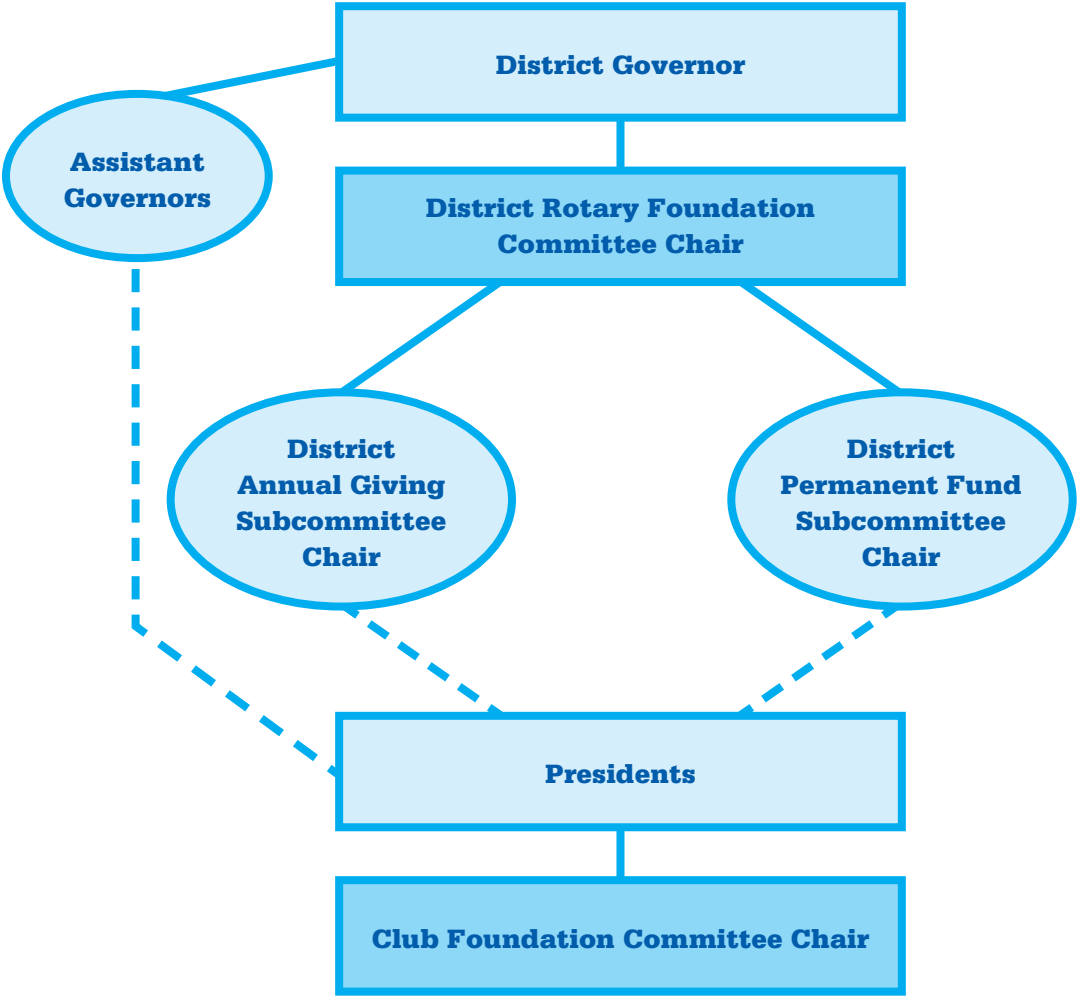 District Governor
Assistant
Governors
District Rotary Foundation
Committee Chair
District
Annual Giving
Subcommittee
Chair
District
Permanent Fund
Subcommittee
Chair
Presidents
Club Foundation Committee Chair